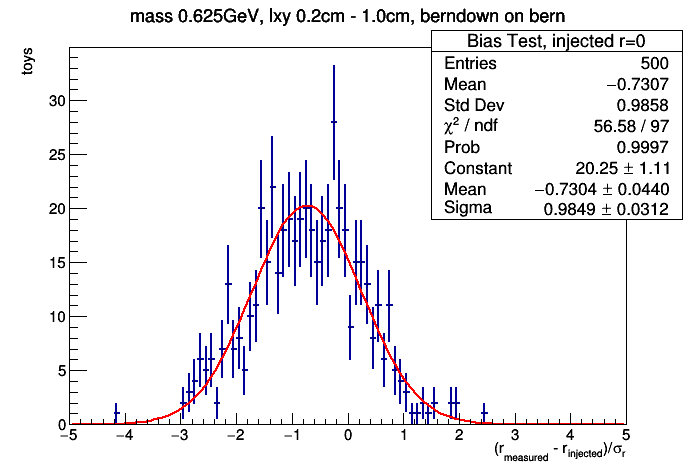 mass 0.625GeV, lxy 0.2cm - 1.0cm, berndown on bern
toys
Bias Test, injected r=0
Entries 500
Mean −0.7307
Std Dev 0.9858
χ² / ndf 56.58 / 97
Prob 0.9997
Constant 20.25 ± 1.11
Mean −0.7304 ± 0.0440
Sigma 0.9849 ± 0.0312
30
25
20
15
10
5
0
−5 −4 −3 −2 −1 0 1 2 3 4 5
(r_measured - r_injected)/σ_r